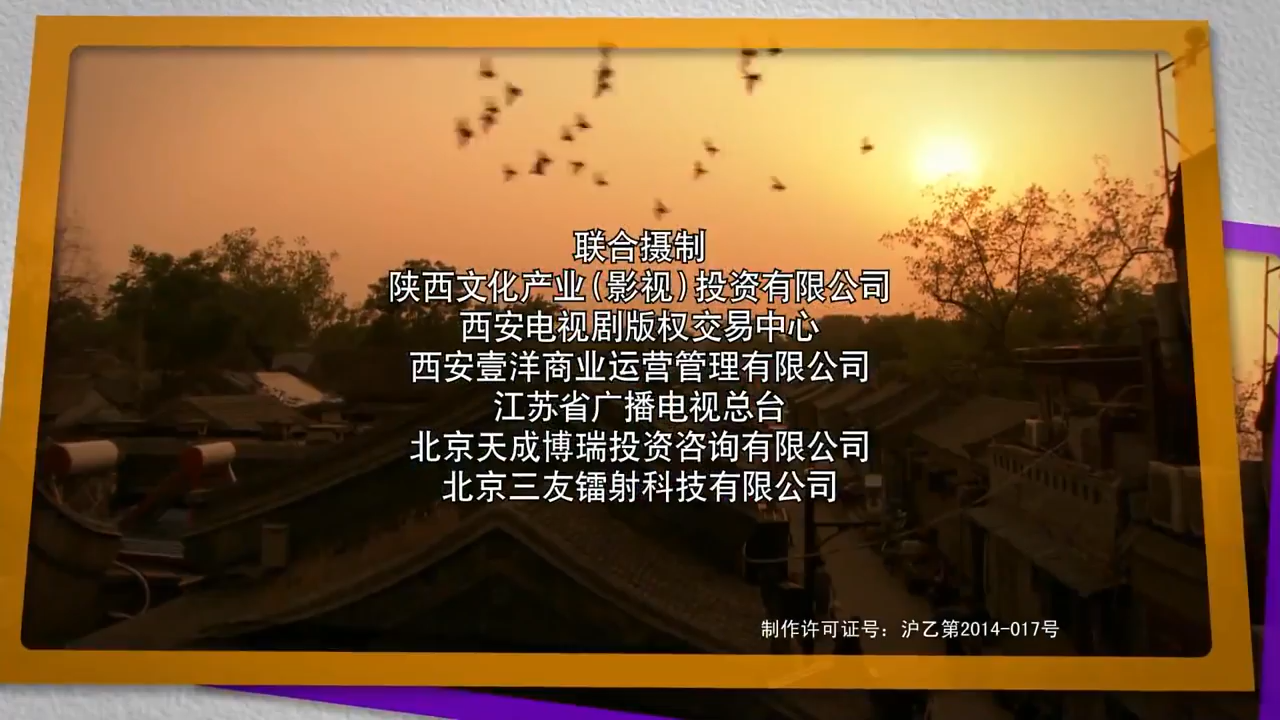 联合摄制
陕西文化产业(影视)投资有限公司
西安电视剧版权交易中心
西安壹洋商业运营管理有限公司
江苏省广播电视总台
北京天成博瑞投资咨询有限公司
北京三友镭射科技有限公司
制作许可证号：沪乙第2014-017号